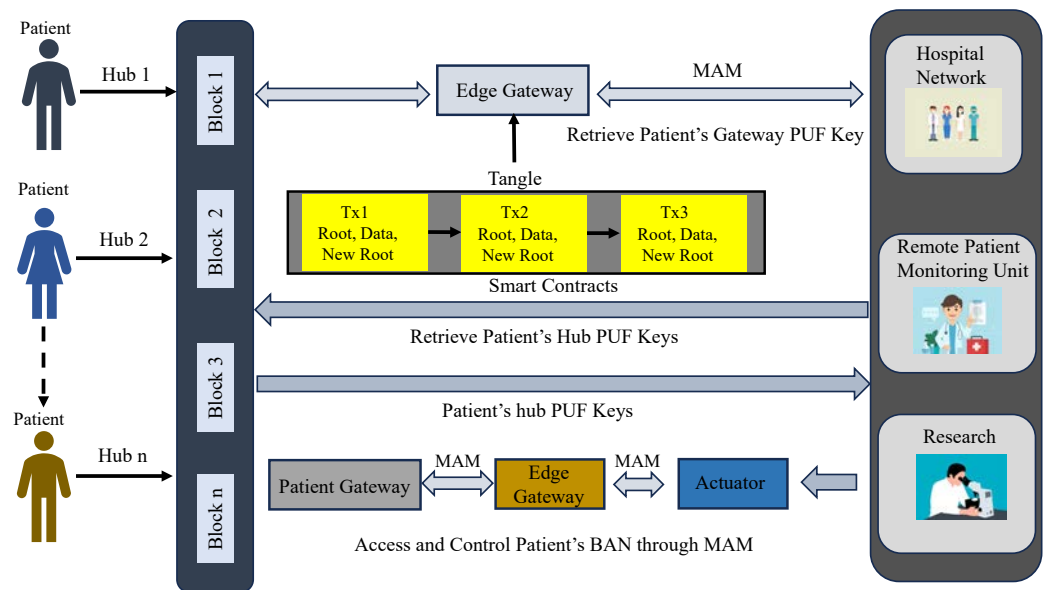 Patient
Hub 1
Block 1
Edge Gateway
MAM
Retrieve Patient's Gateway PUF Key
Hospital
Network
Patient
Hub 2
Block 2
Tangle
Tx1
Root, Data,
New Root
Tx2
Root, Data,
New Root
Tx3
Root, Data,
New Root
Smart Contracts
Remote Patient
Monitoring Unit
Retrieve Patient's Hub PUF Keys
Block 3
Patient's hub PUF Keys
Patient
Hub n
Block n
Patient Gateway
MAM
Edge
Gateway
MAM
Actuator
Research
Access and Control Patient's BAN through MAM